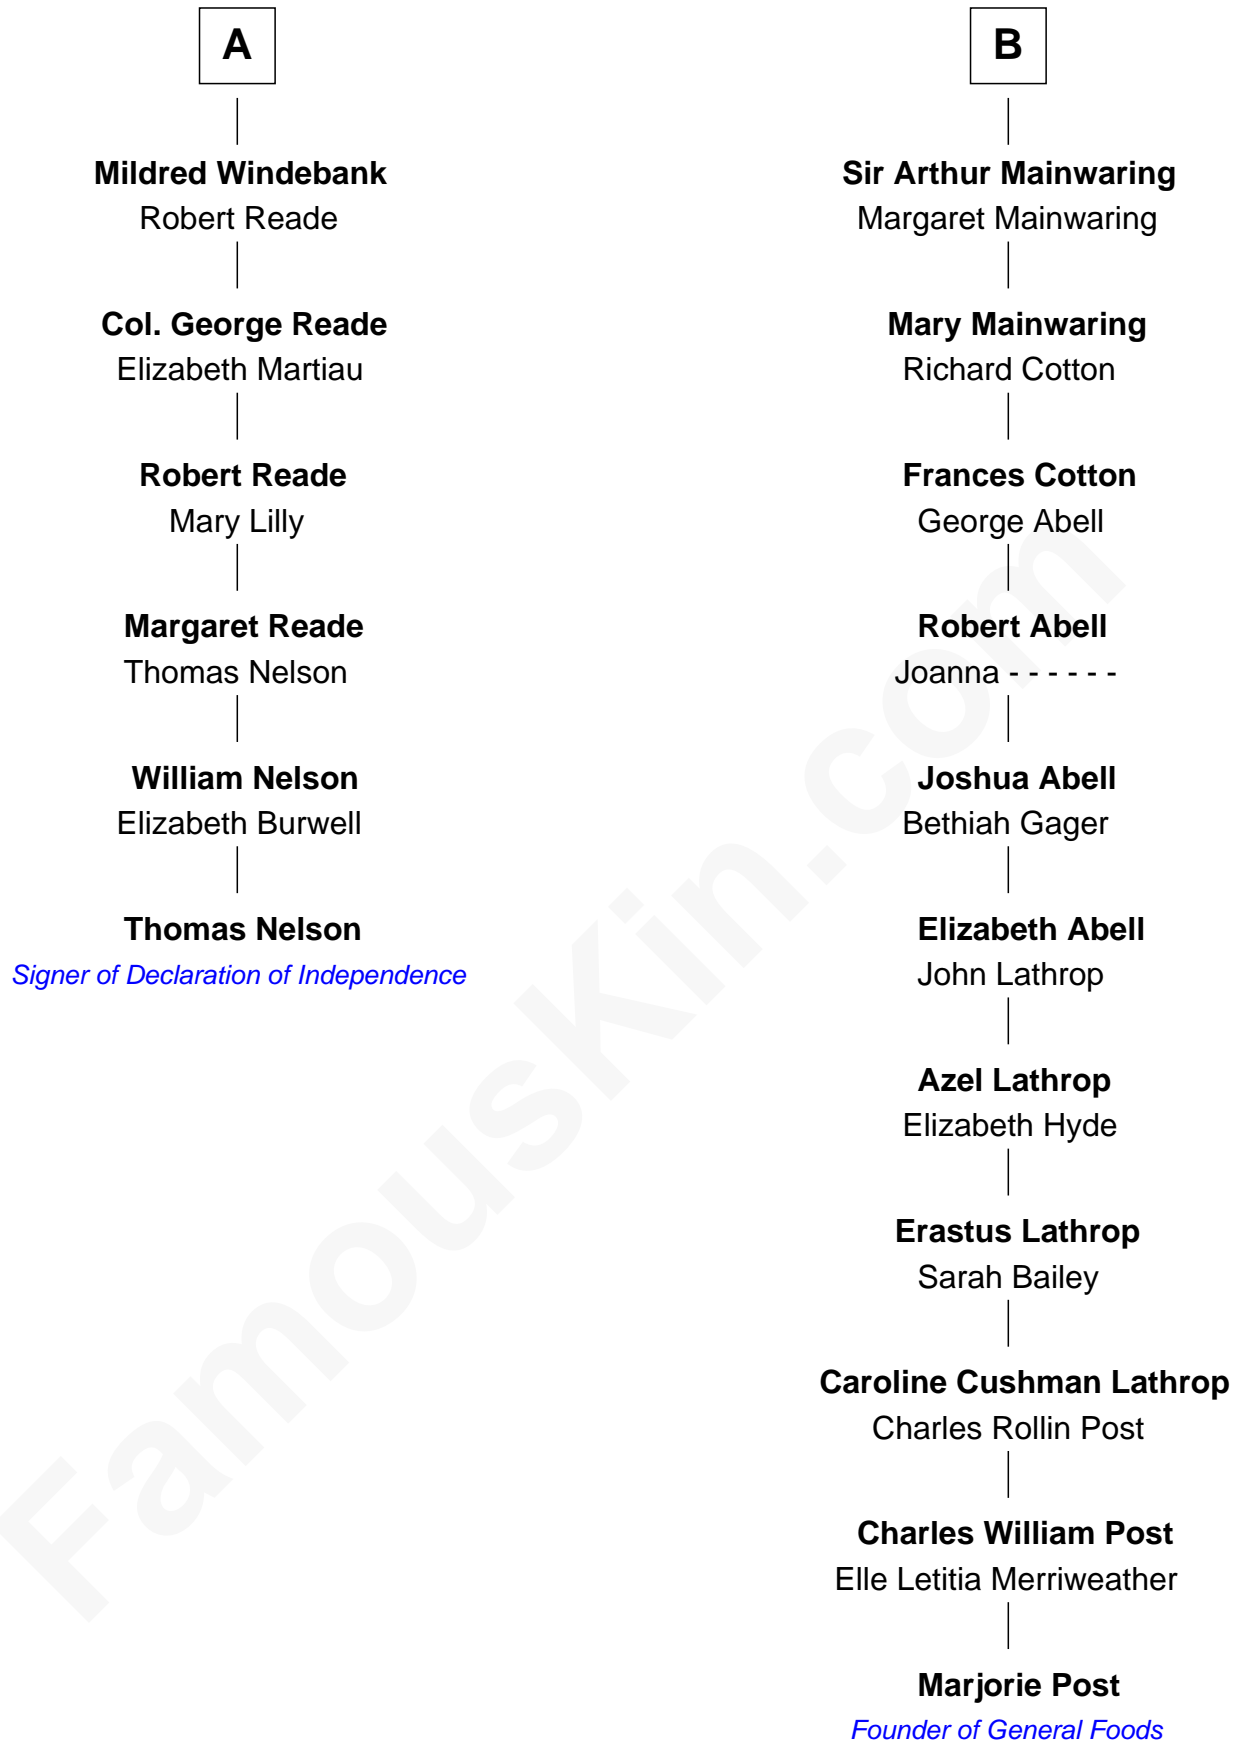 A
Mildred Windebank
Robert Reade
Col. George Reade
Elizabeth Martiau
Robert Reade
Mary Lilly
Margaret Reade
Thomas Nelson
William Nelson
Elizabeth Burwell
Thomas Nelson
Signer of Declaration of Independence
B
Sir Arthur Mainwaring
Margaret Mainwaring
Mary Mainwaring
Richard Cotton
Frances Cotton
George Abell
Robert Abell
Joanna - - - - - -
Joshua Abell
Bethiah Gager
Elizabeth Abell
John Lathrop
Azel Lathrop
Elizabeth Hyde
Erastus Lathrop
Sarah Bailey
Caroline Cushman Lathrop
Charles Rollin Post
Charles William Post
Elle Letitia Merriweather
Marjorie Post
Founder of General Foods
FamousKin.com